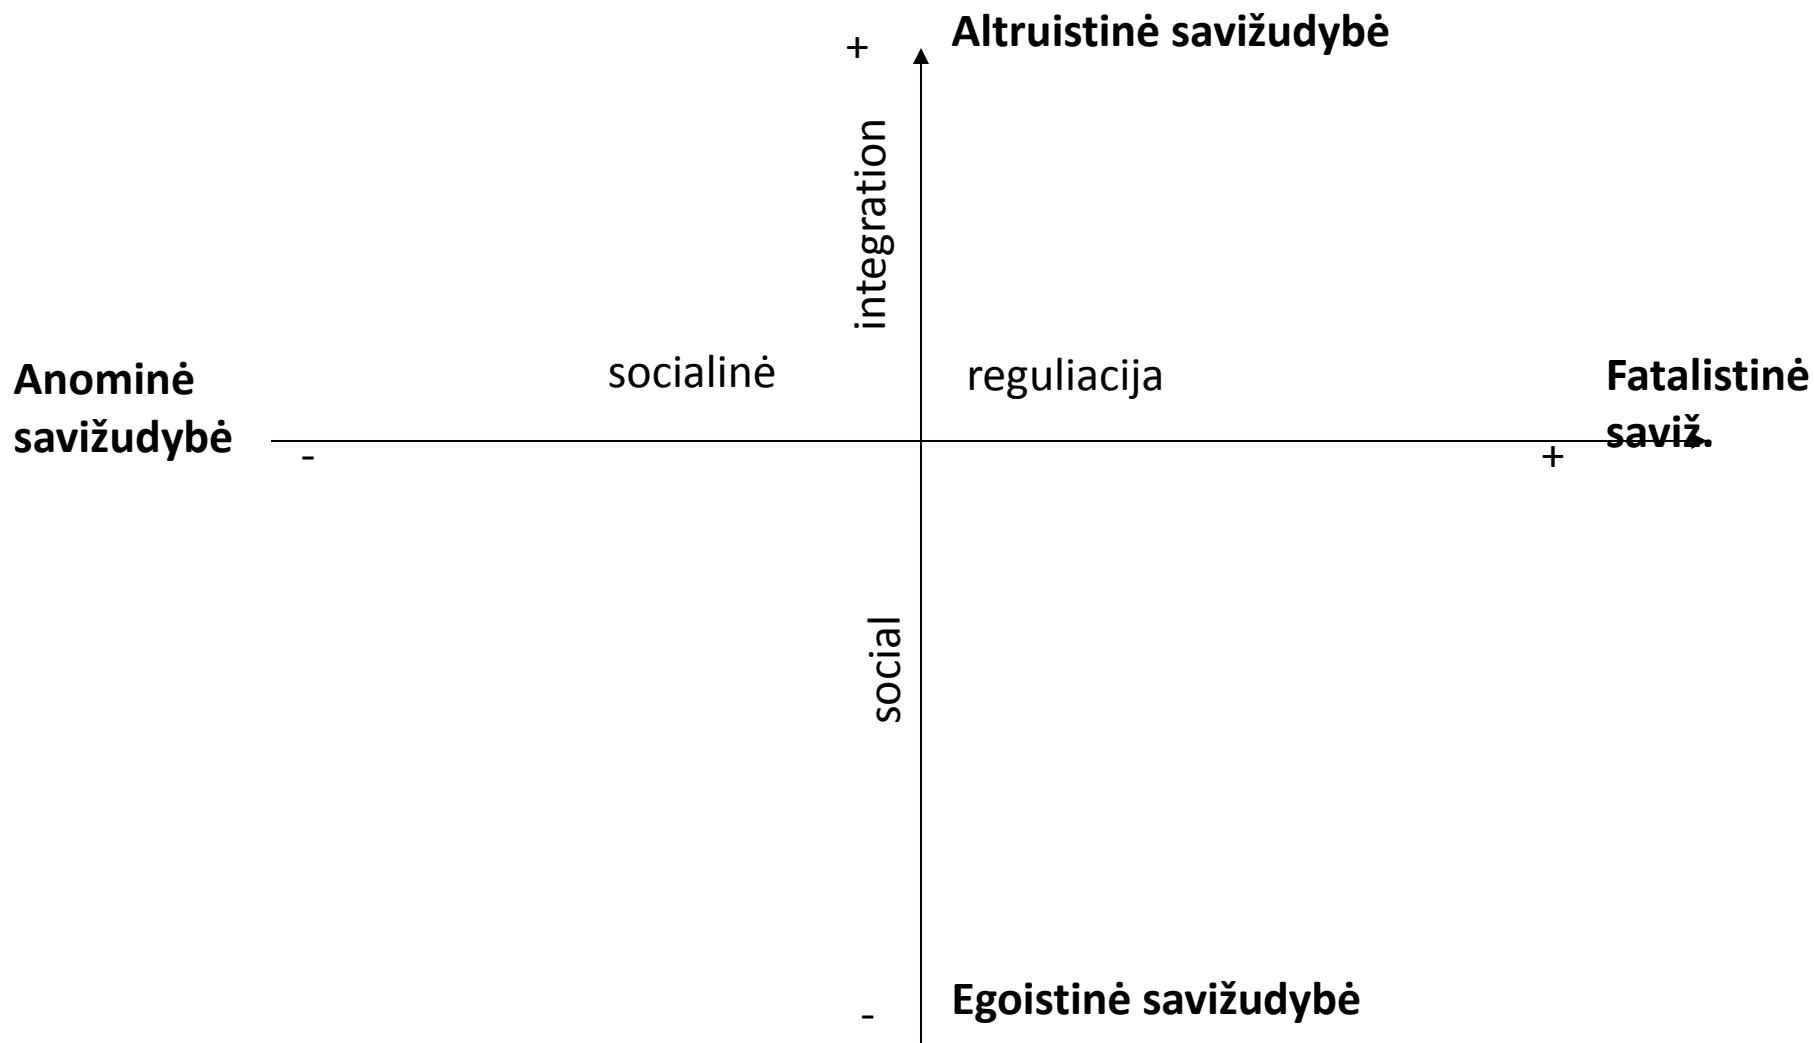 +
Altruistinė savižudybė
integration
socialinė
reguliacija
Anominė
savižudybė
Fatalistinė
saviž.
-
+
social
Egoistinė savižudybė
-